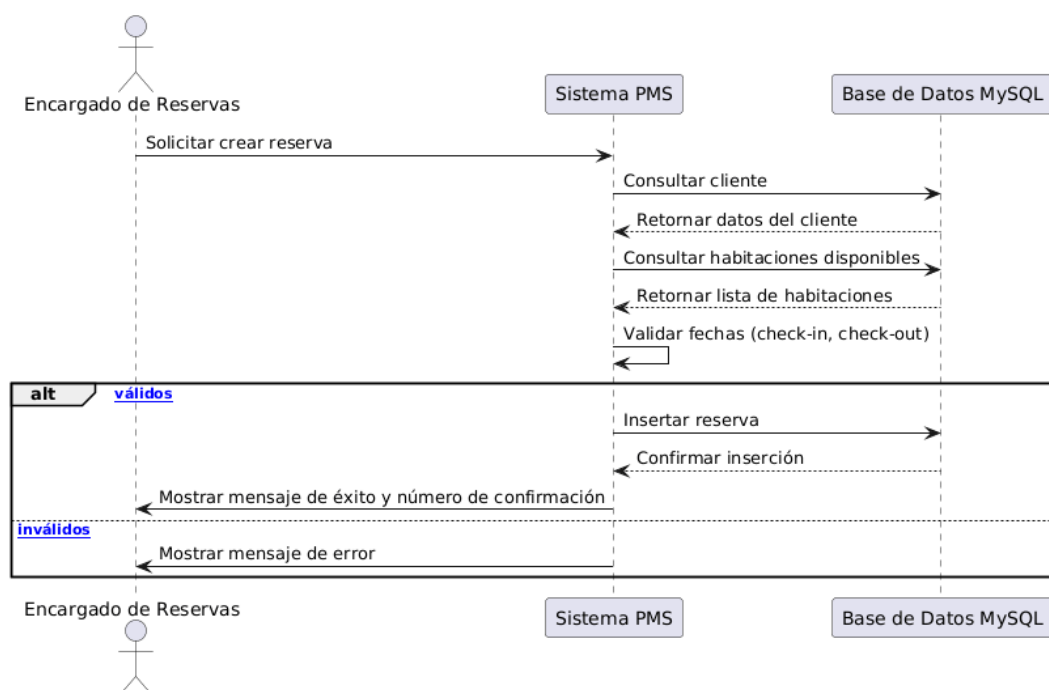 Encargado de Reservas
Sistema PMS
Base de Datos MySQL
Solicitar crear reserva
Consultar cliente
Retornar datos del cliente
Consultar habitaciones disponibles
Retornar lista de habitaciones
Validar fechas (check-in, check-out)
alt
válidos
Insertar reserva
Confirmar inserción
Mostrar mensaje de éxito y número de confirmación
inválidos
Mostrar mensaje de error
Encargado de Reservas
Sistema PMS
Base de Datos MySQL